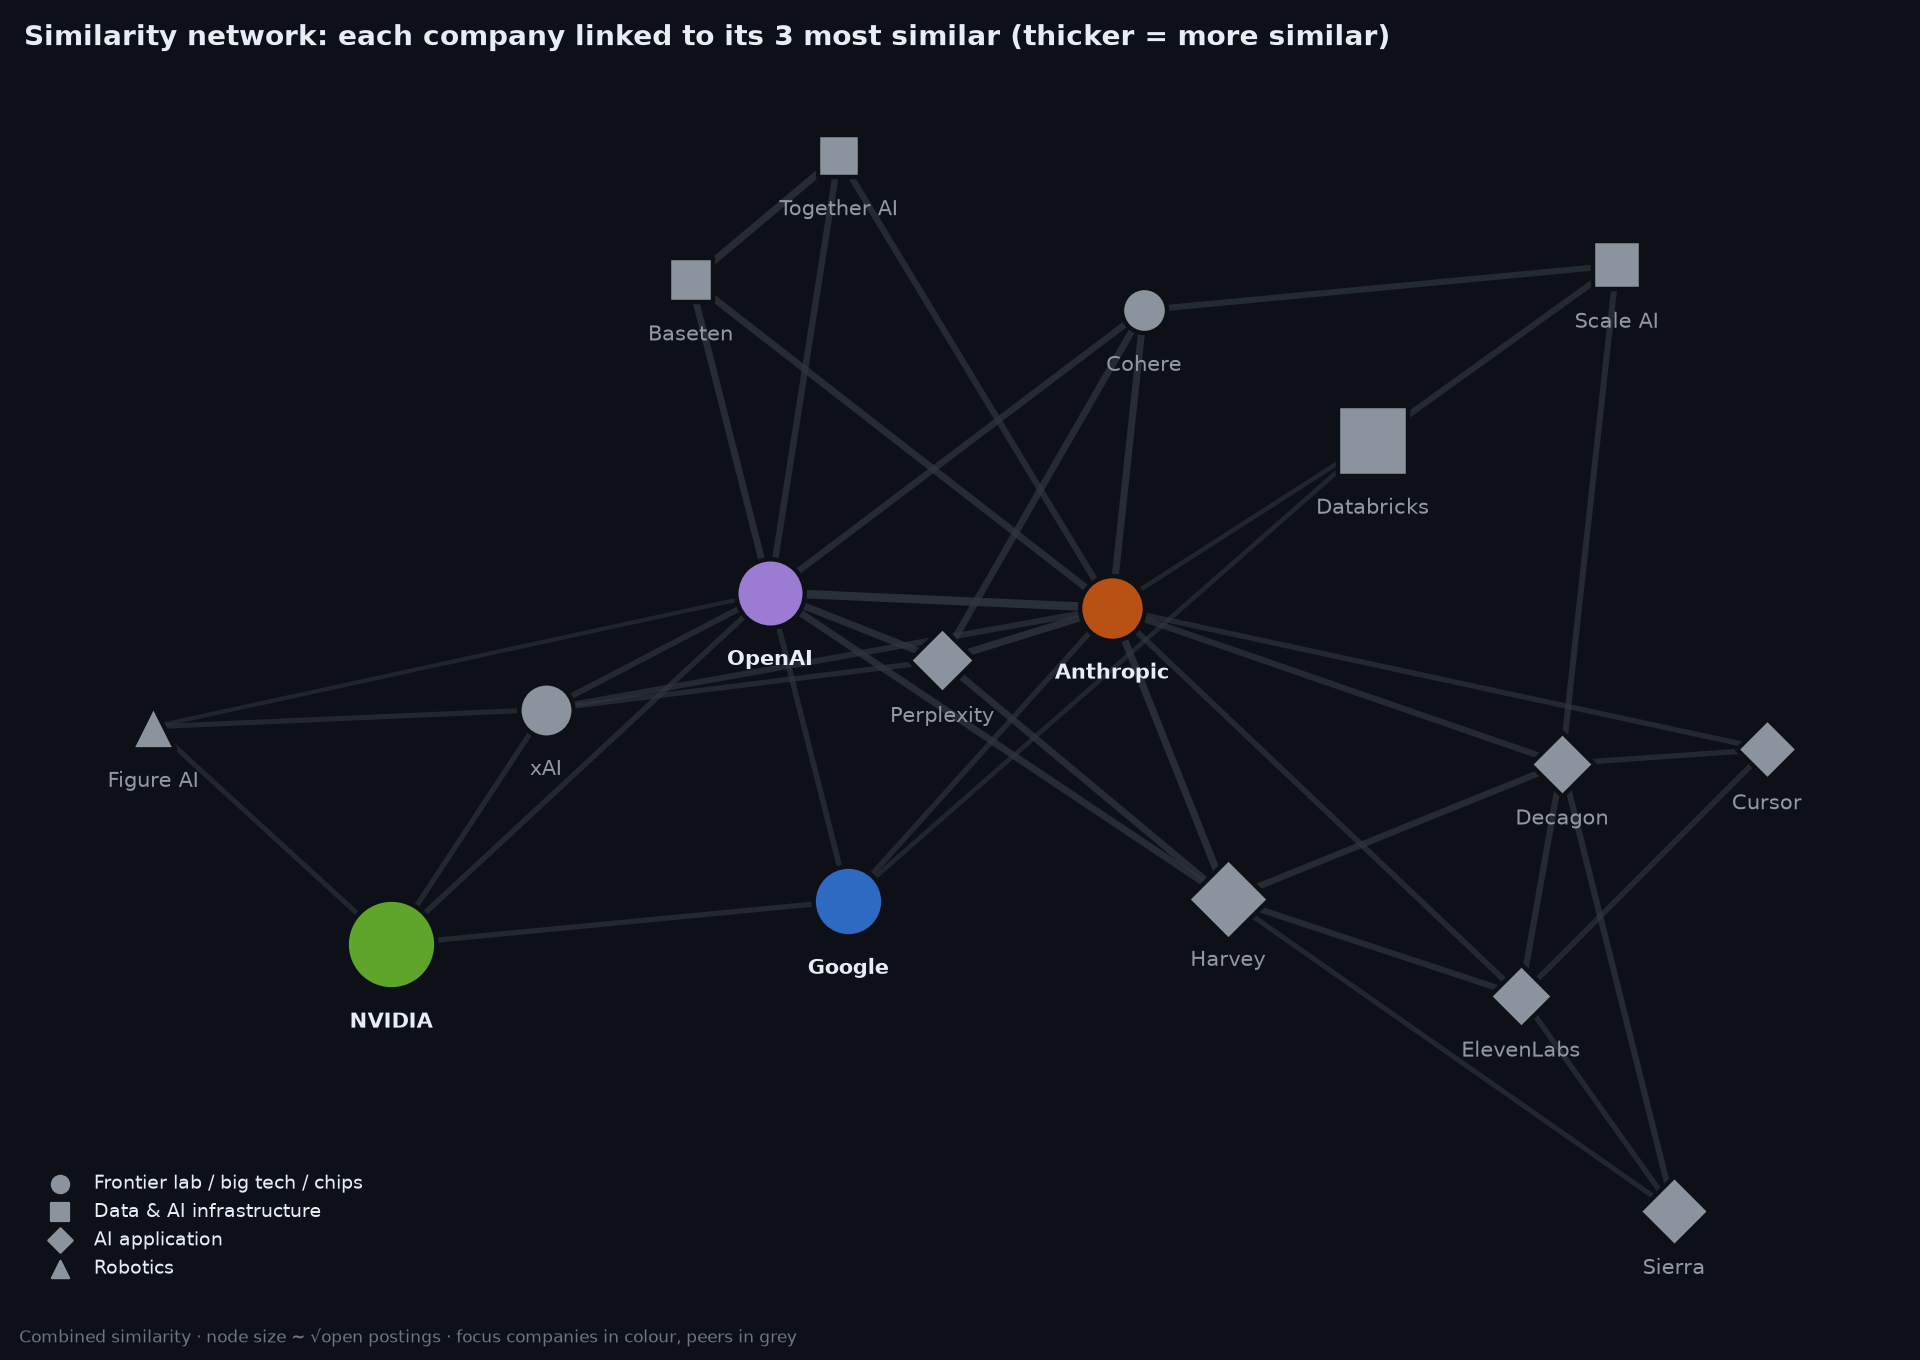 Similarity network: each company linked to its 3 most similar (thicker = more similar)
Together AI
Baseten
Scale AI
Cohere
Databricks
OpenAI
Anthropic
Perplexity
xAI
Figure AI
Cursor
Decagon
Harvey
Google
NVIDIA
ElevenLabs
Sierra
Frontier lab / big tech / chips
Data & AI infrastructure
AI application
Robotics
Combined similarity · node size ~ √open postings · focus companies in colour, peers in grey